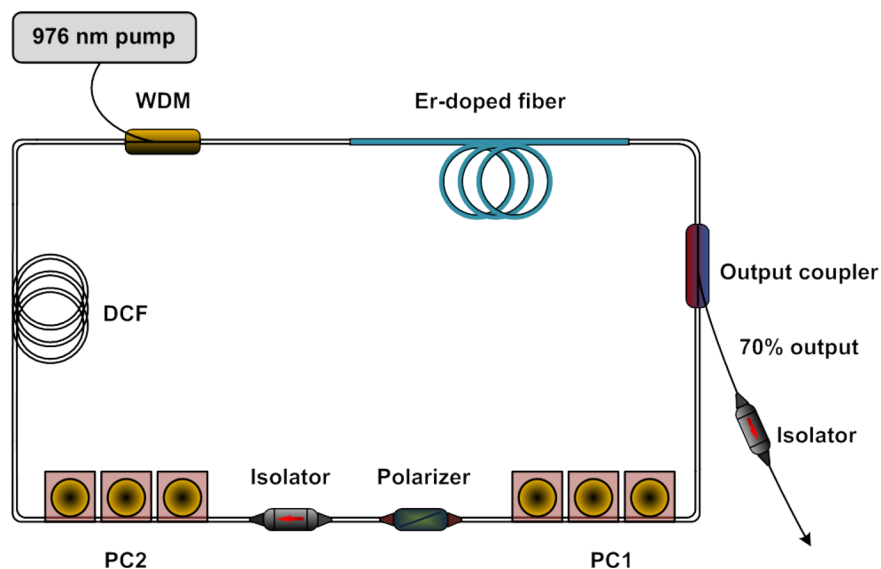 976 nm pump
WDM
Er-doped fiber
Output coupler
DCF
70% output
Isolator
Isolator
Polarizer
PC2
PC1